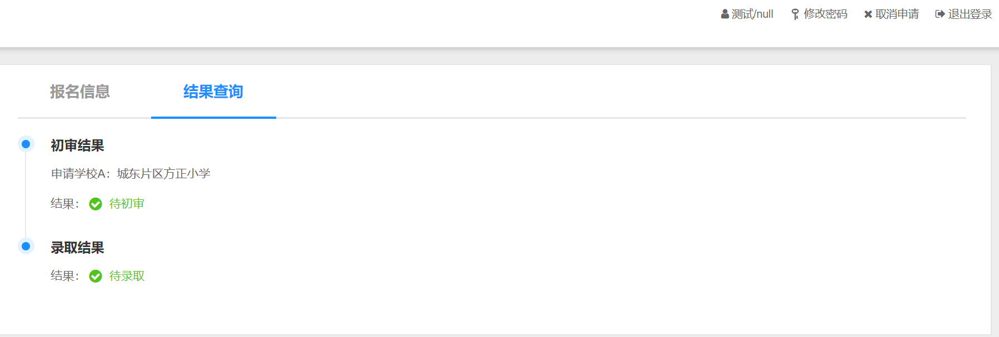 测试/null 修改密码 取消申请 退出登录
报名信息 结果查询
初审结果
申请学校A：城东片区方正小学
结果： 待初审
录取结果
结果： 待录取